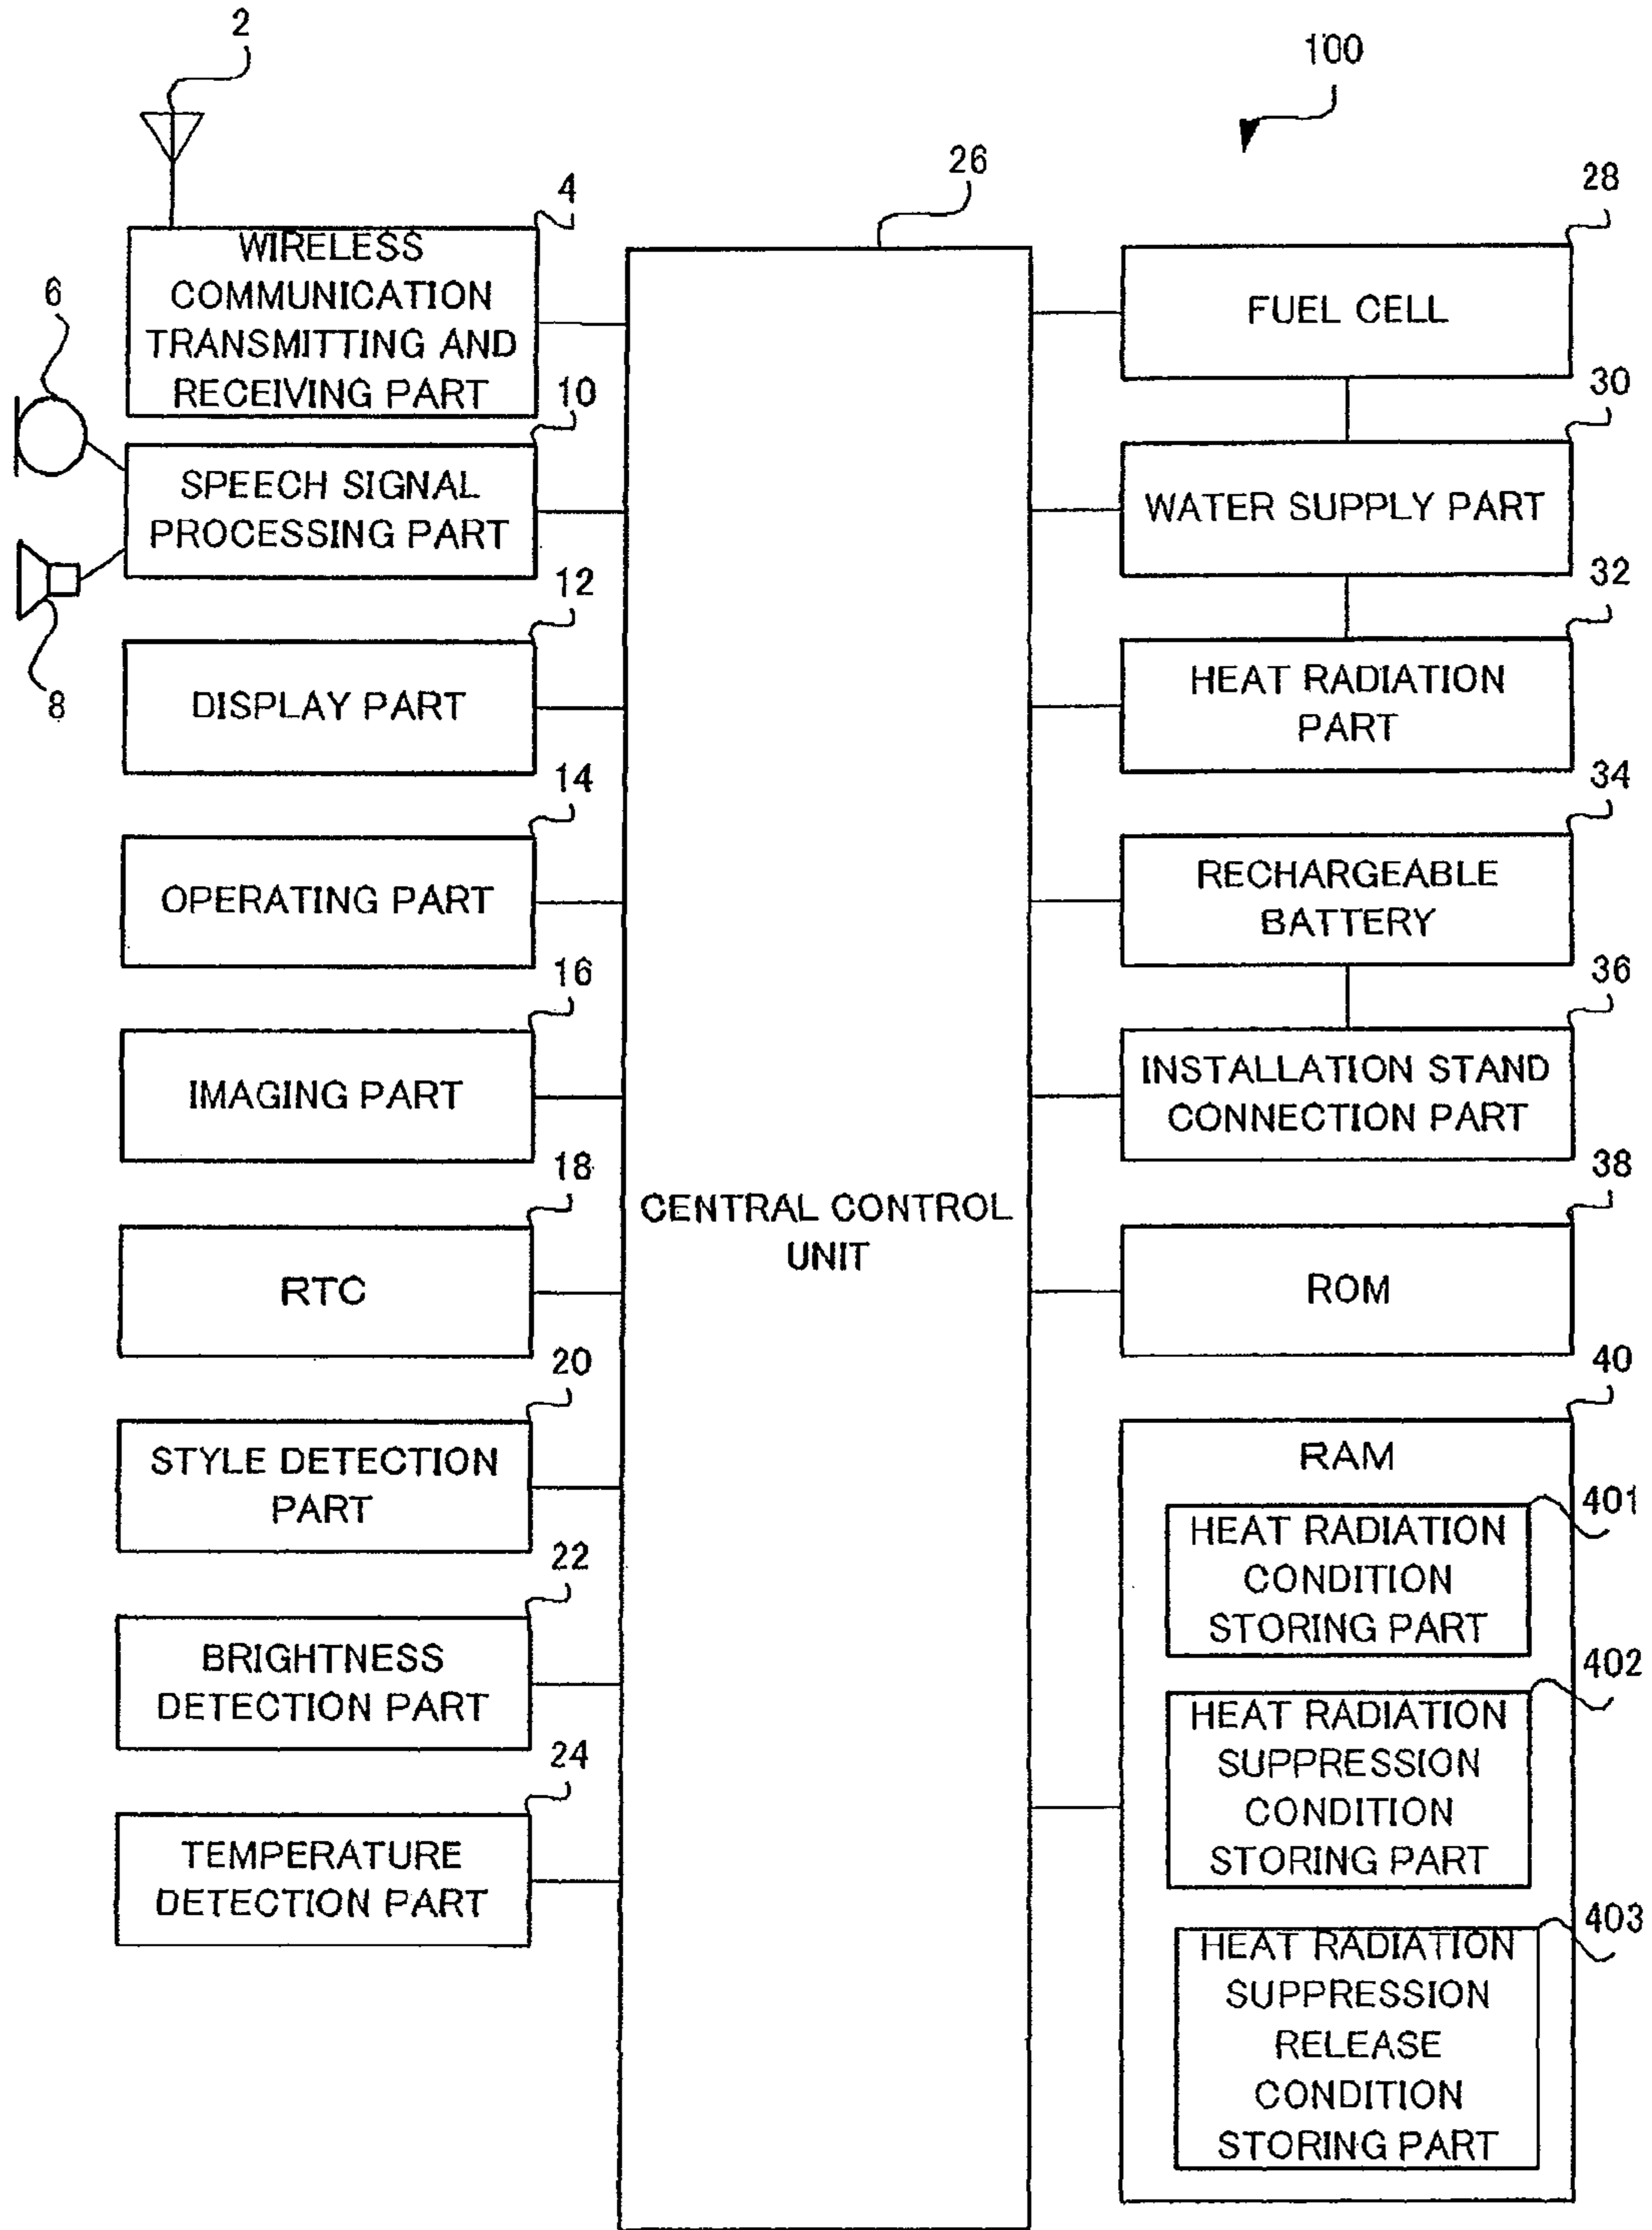 2
100
4
WIRELESS
COMMUNICATION
TRANSMITTING AND
RECEIVING PART
6
10
SPEECH SIGNAL
PROCESSING PART
8
12
DISPLAY PART
14
OPERATING PART
16
IMAGING PART
18
RTC
20
STYLE DETECTION
PART
22
BRIGHTNESS
DETECTION PART
24
TEMPERATURE
DETECTION PART
26
CENTRAL CONTROL
UNIT
28
FUEL CELL
30
WATER SUPPLY PART
32
HEAT RADIATION
PART
34
RECHARGEABLE
BATTERY
36
INSTALLATION STAND
CONNECTION PART
38
ROM
40
RAM
401
HEAT RADIATION
CONDITION
STORING PART
402
HEAT RADIATION
SUPPRESSION
CONDITION
STORING PART
403
HEAT RADIATION
SUPPRESSION
RELEASE
CONDITION
STORING PART